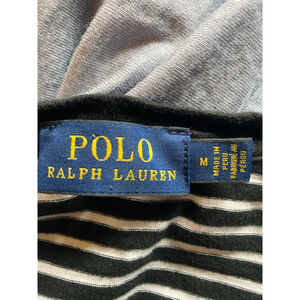 POLO
RALPH LAUREN
M
MADE IN
PERU
FABRIQUÉ AU
PÉROU